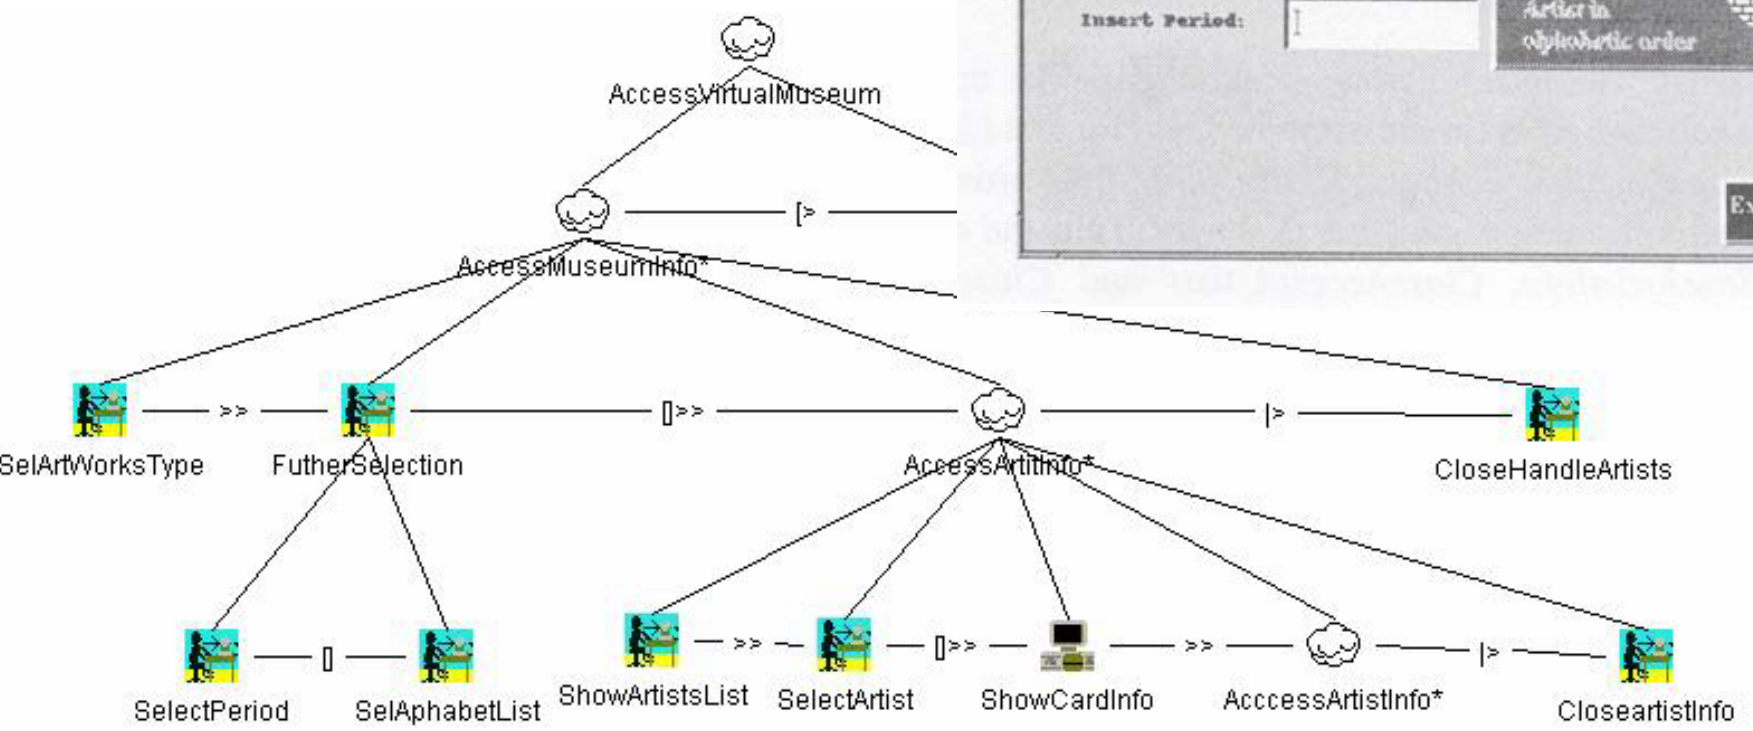 Insert Period:
Artist in
alphabetic order
AccessVirtualMuseum
[>
Ex
AccessMuseumInfo*
>>
[]>>
|>
SelArtWorksType
FutherSelection
AccessArtitInfo*
CloseHandleArtists
[]
>>
[]>>
>>
|>
SelectPeriod
SelAphabetList
ShowArtistsList
SelectArtist
ShowCardInfo
AcccessArtistInfo*
CloseartistInfo